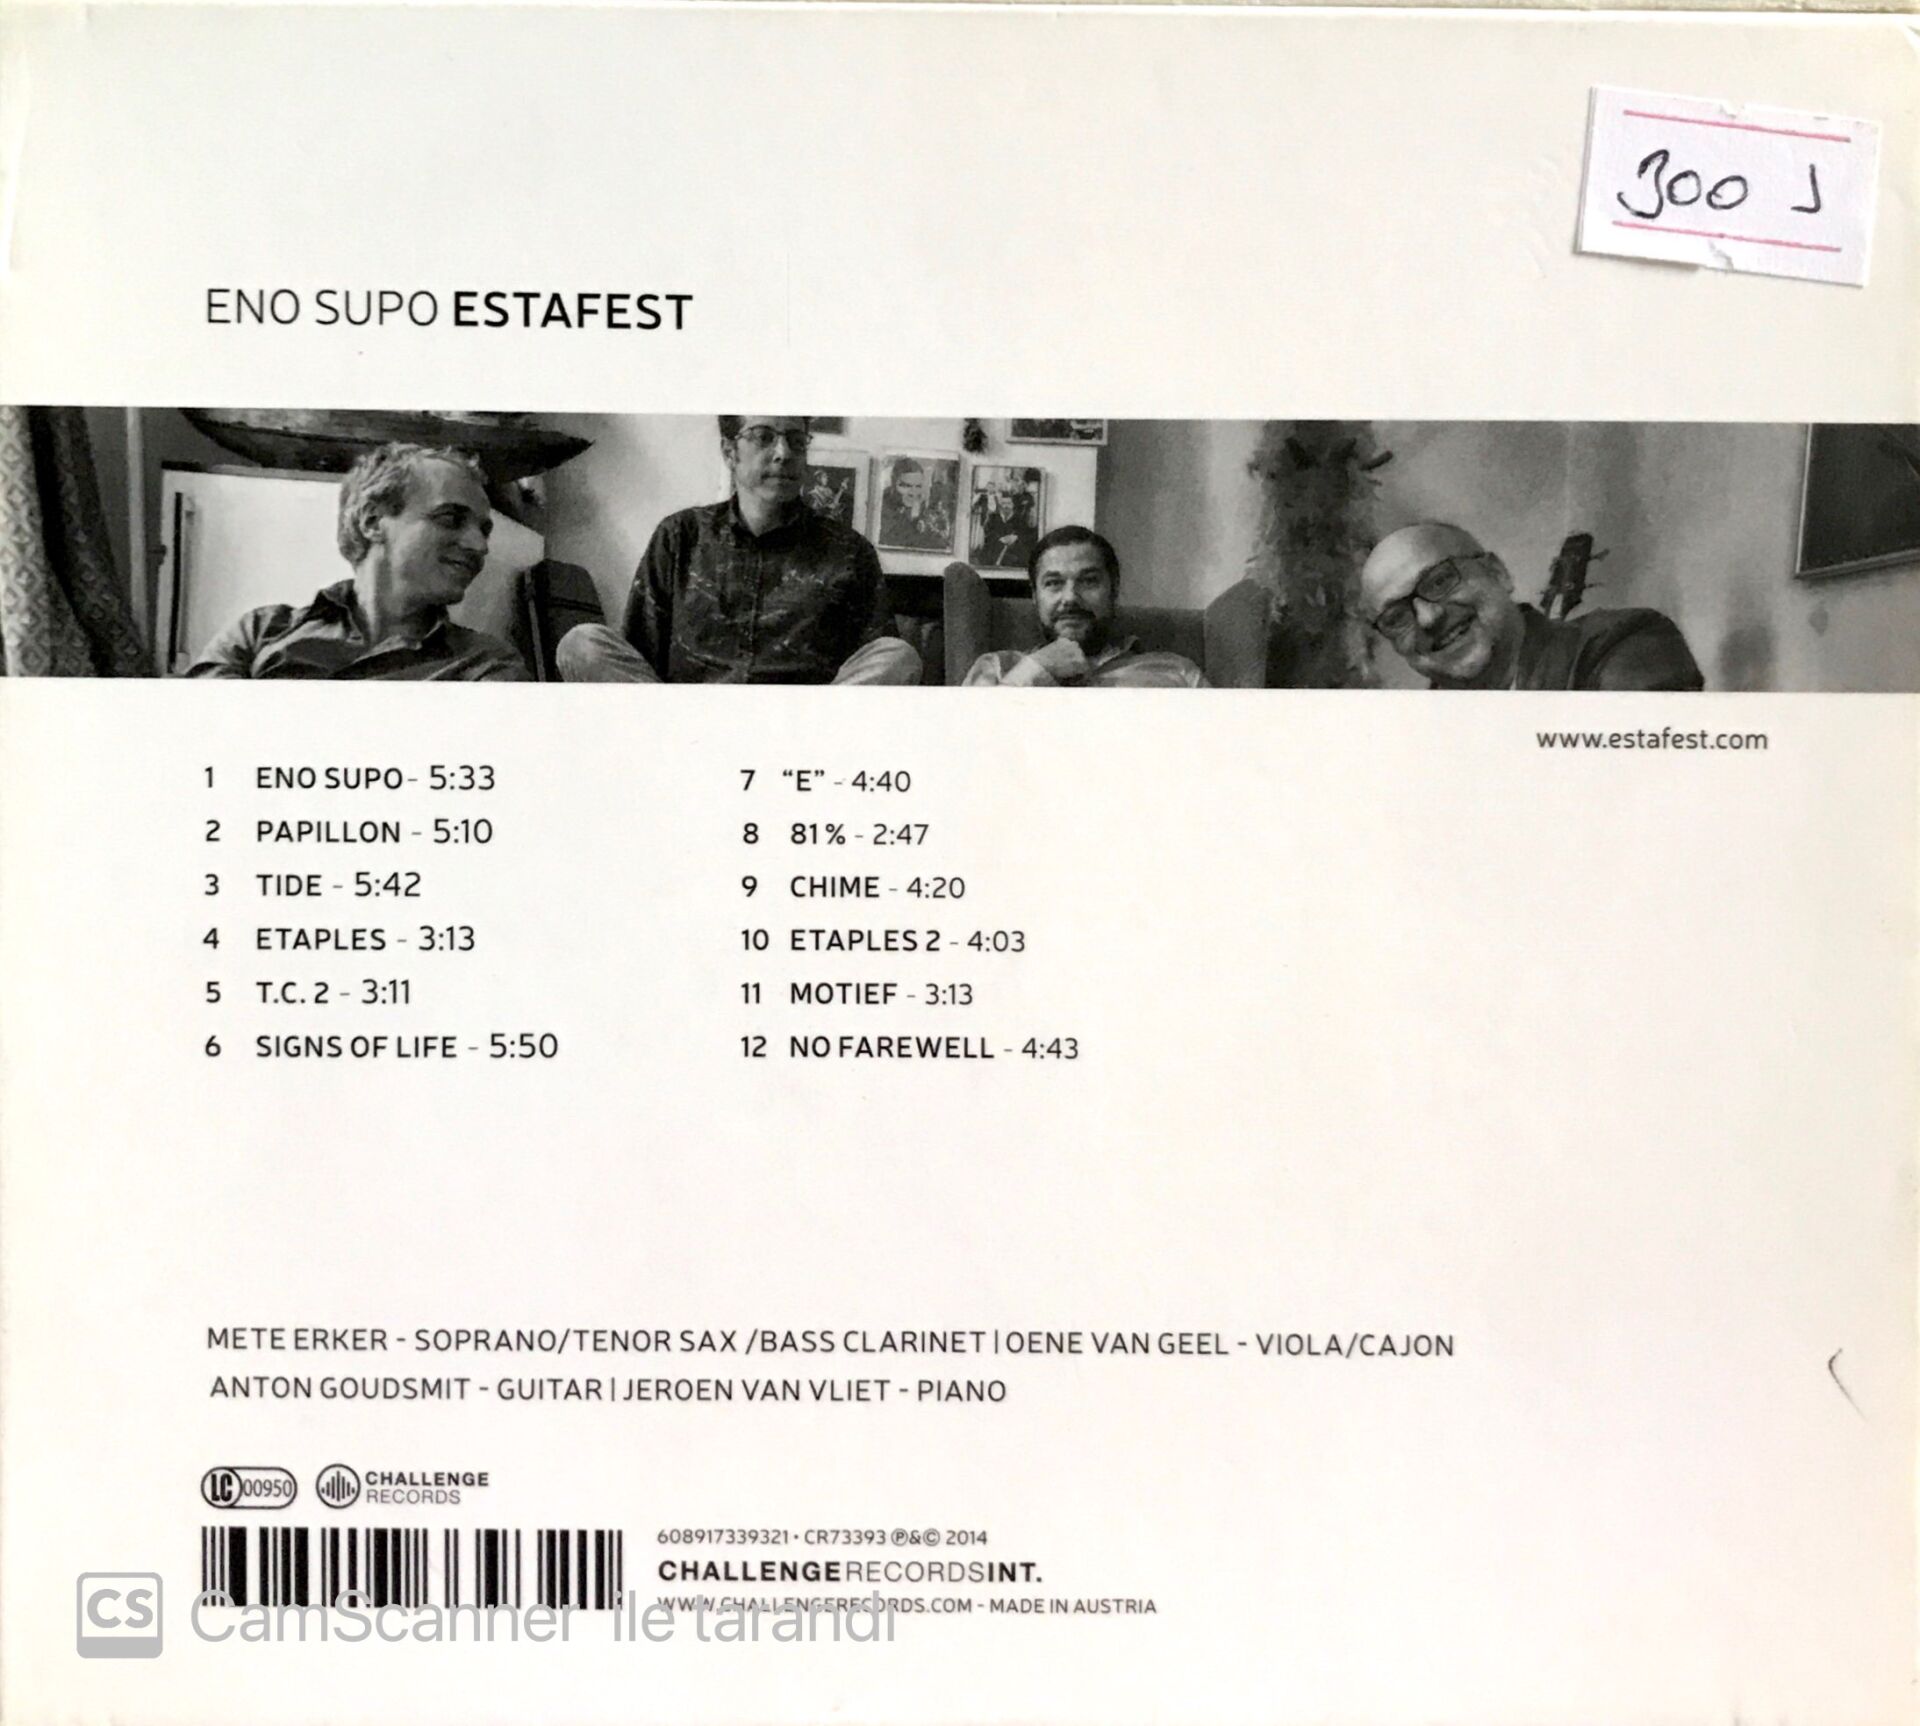 300 J
ENO SUPO ESTAFEST
www.estafest.com
1 ENO SUPO - 5:33
2 PAPILLON - 5:10
3 TIDE - 5:42
4 ETAPLES - 3:13
5 T.C. 2 - 3:11
6 SIGNS OF LIFE - 5:50
7 “E” - 4:40
8 81% - 2:47
9 CHIME - 4:20
10 ETAPLES 2 - 4:03
11 MOTIEF - 3:13
12 NO FAREWELL - 4:43
METE ERKER - SOPRANO/TENOR SAX /BASS CLARINET | OENE VAN GEEL - VIOLA/CAJON
ANTON GOUDSMIT - GUITAR | JEROEN VAN VLIET - PIANO
LC 00950
CHALLENGE
RECORDS
608917339321 · CR73393 ℗&© 2014
CHALLENGERECORDSINT.
WWW.CHALLENGERECORDS.COM - MADE IN AUSTRIA
CS CamScanner ile tarandı